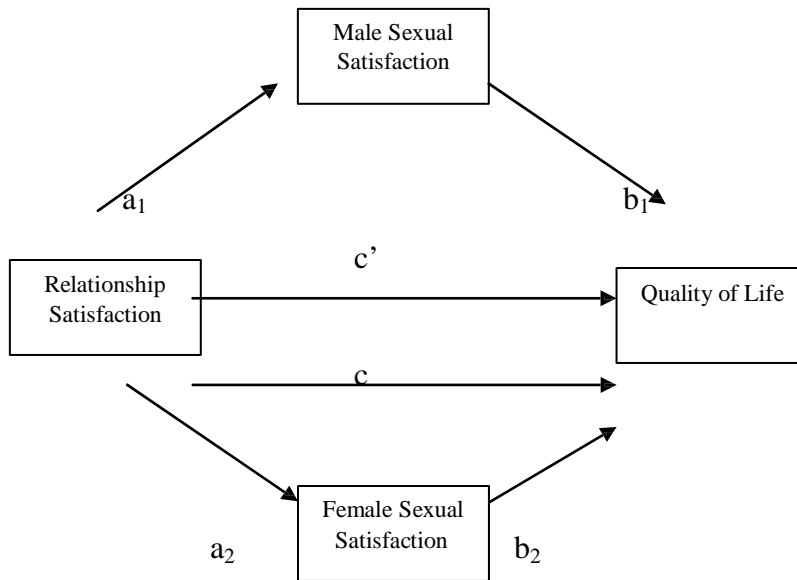 Male Sexual
Satisfaction
a₁
b₁
c’
Relationship
Satisfaction
Quality of Life
c
Female Sexual
Satisfaction
a₂
b₂